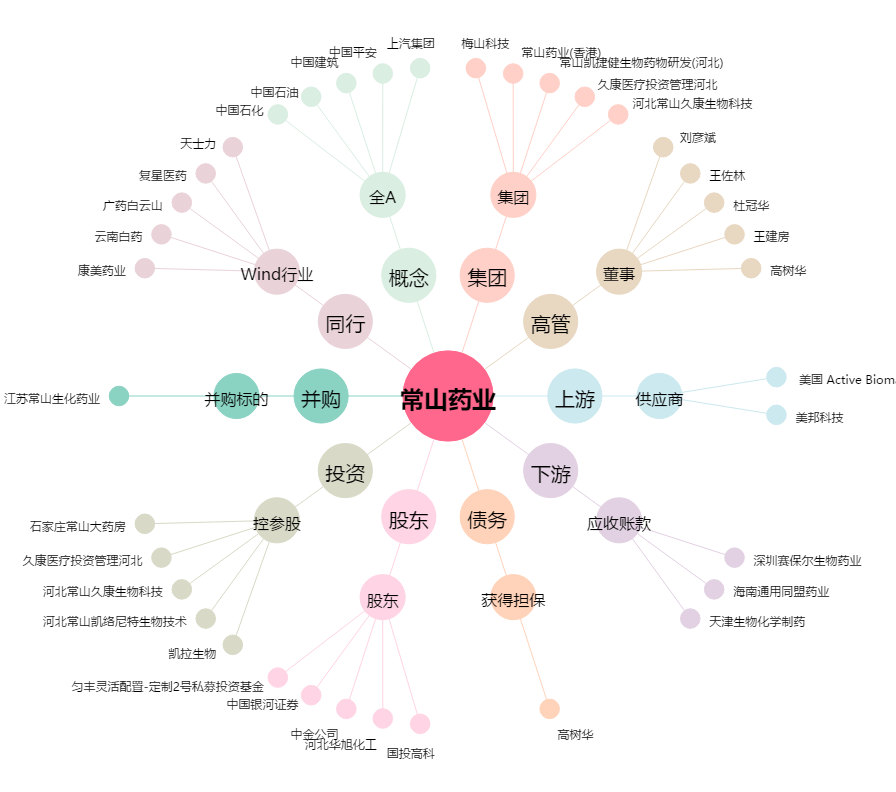 上汽集团
梅山科技
中国平安
常山药业(香港)
中国建筑
常山凯捷健生物药物研发(河北)
中国石油
久康医疗投资管理河北
中国石化
河北常山久康生物科技
天士力
刘彦斌
复星医药
王佐林
全A
集团
广药白云山
杜冠华
云南白药
王建房
康美药业
Wind行业
概念
集团
董事
高树华
同行
高管
江苏常山生化药业
并购标的
并购
常山药业
上游
供应商
美国 Active Bioma
美邦科技
投资
下游
石家庄常山大药房
控参股
股东
债务
应收账款
久康医疗投资管理河北
深圳赛保尔生物药业
河北常山久康生物科技
海南通用同盟药业
股东
获得担保
河北常山凯络尼特生物技术
天津生物化学制药
凯拉生物
匀丰灵活配置-定制2号私募投资基金
中国银河证券
中金公司
高树华
河北华旭化工
国投高科